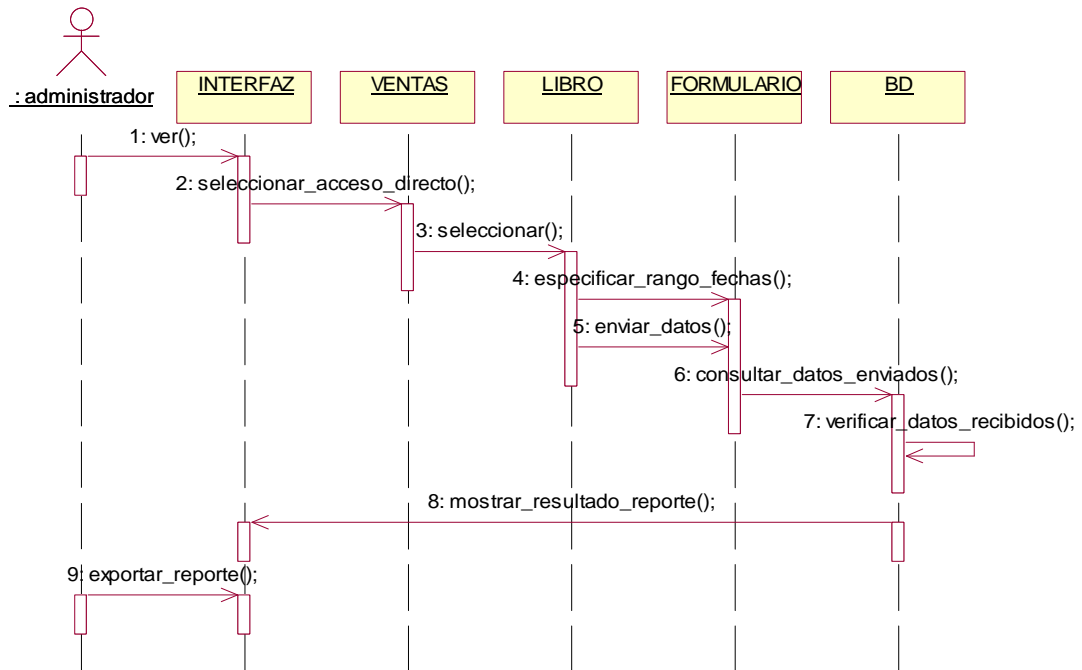 : administrador
INTERFAZ
VENTAS
LIBRO
FORMULARIO
BD
1: ver();
2: seleccionar_acceso_directo();
3: seleccionar();
4: especificar_rango_fechas();
5: enviar_datos();
6: consultar_datos_enviados();
7: verificar_datos_recibidos();
8: mostrar_resultado_reporte();
9: exportar_reporte();